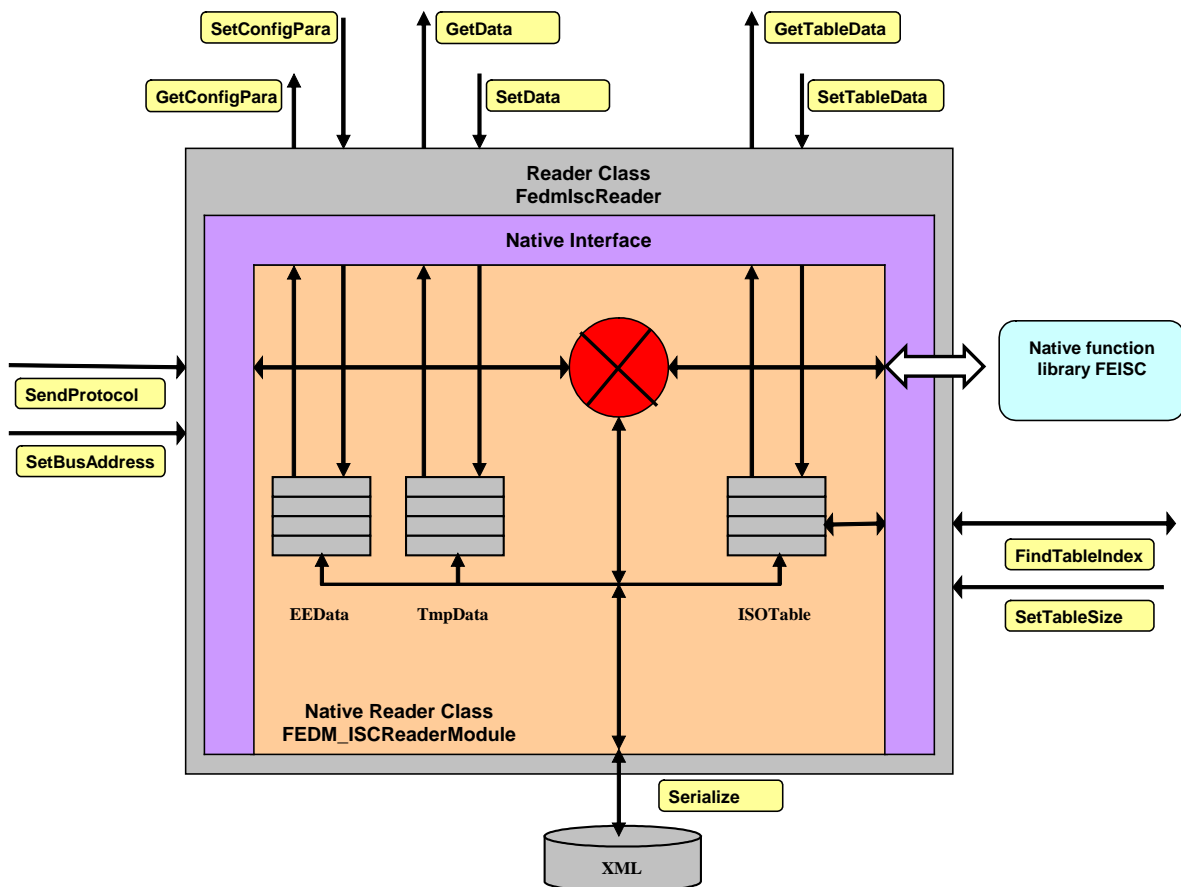 SetConfigPara
GetData
GetTableData
GetConfigPara
SetData
SetTableData
Reader Class
FedmIscReader
Native Interface
Native function
library FEISC
SendProtocol
SetBusAddress
FindTableIndex
EEData
TmpData
ISOTable
SetTableSize
Native Reader Class
FEDM_ISCReaderModule
Serialize
XML